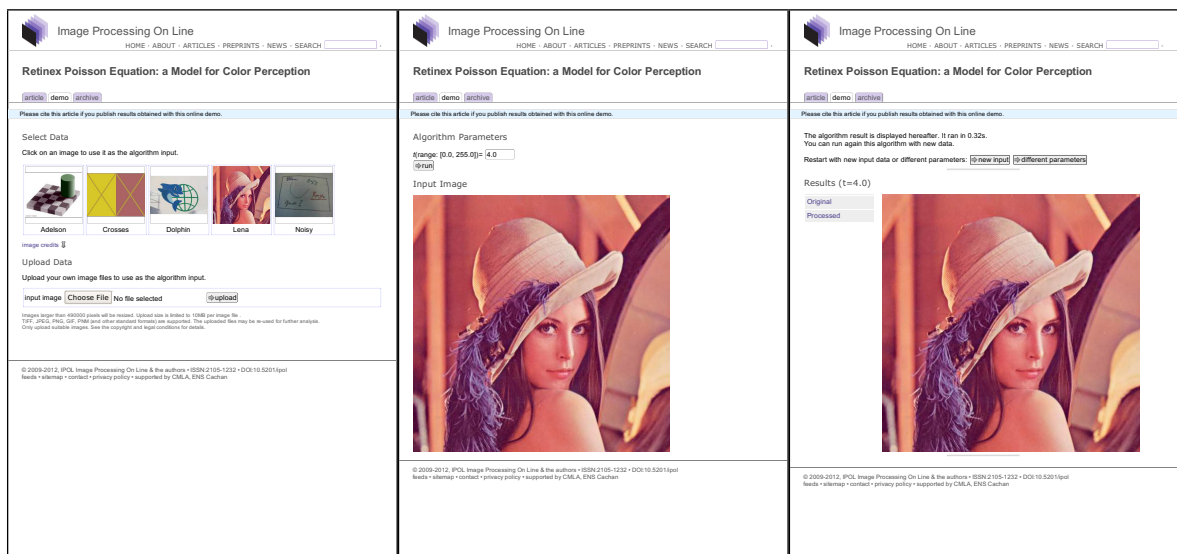 Image Processing On Line
HOME · ABOUT · ARTICLES · PREPRINTS · NEWS · SEARCH
Retinex Poisson Equation: a Model for Color Perception
article demo archive
Please cite this article if you publish results obtained with this online demo.
Select Data
Click on an image to use it as the algorithm input.
Adelson Crosses Dolphin Lena Noisy
image credits ⇩
Upload Data
Upload your own image files to use as the algorithm input.
input image Choose File No file selected ⇨upload
Images larger than 490000 pixels will be resized. Upload size is limited to 10MB per image file .
TIFF, JPEG, PNG, GIF, PNM (and other standard formats) are supported. The uploaded files may be re-used for further analysis.
Only upload suitable images. See the copyright and legal conditions for details.
© 2009-2012, IPOL Image Processing On Line & the authors • ISSN:2105-1232 • DOI:10.5201/ipol
feeds • sitemap • contact • privacy policy • supported by CMLA, ENS Cachan
Image Processing On Line
HOME · ABOUT · ARTICLES · PREPRINTS · NEWS · SEARCH
Retinex Poisson Equation: a Model for Color Perception
article demo archive
Please cite this article if you publish results obtained with this online demo.
Algorithm Parameters
t(range: [0.0, 255.0])= 4.0
⇨run
Input Image
© 2009-2012, IPOL Image Processing On Line & the authors • ISSN:2105-1232 • DOI:10.5201/ipol
feeds • sitemap • contact • privacy policy • supported by CMLA, ENS Cachan
Image Processing On Line
HOME · ABOUT · ARTICLES · PREPRINTS · NEWS · SEARCH
Retinex Poisson Equation: a Model for Color Perception
article demo archive
Please cite this article if you publish results obtained with this online demo.
The algorithm result is displayed hereafter. It ran in 0.32s.
You can run again this algorithm with new data.
Restart with new input data or different parameters: ⇨new input ⇨different parameters
Results (t=4.0)
Original
Processed
© 2009-2012, IPOL Image Processing On Line & the authors • ISSN:2105-1232 • DOI:10.5201/ipol
feeds • sitemap • contact • privacy policy • supported by CMLA, ENS Cachan